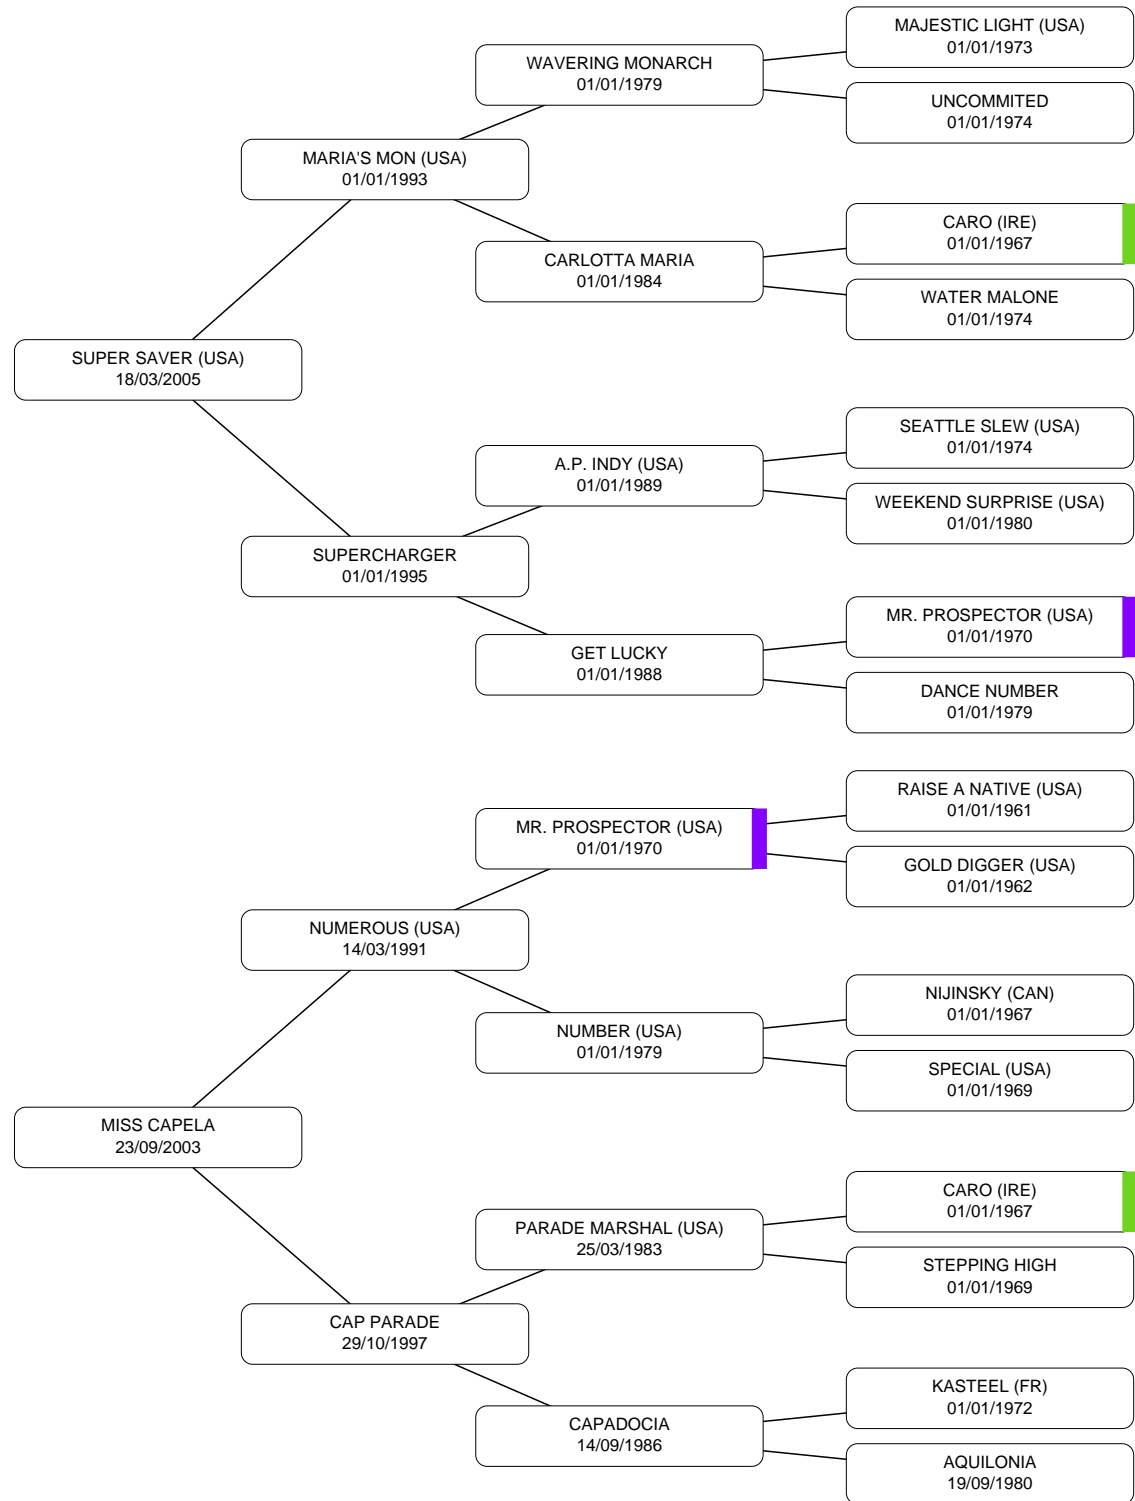 MAJESTIC LIGHT (USA)
01/01/1973
WAVERING MONARCH
01/01/1979
UNCOMMITED
01/01/1974
MARIA'S MON (USA)
01/01/1993
CARO (IRE)
01/01/1967
CARLOTTA MARIA
01/01/1984
WATER MALONE
01/01/1974
SUPER SAVER (USA)
18/03/2005
SEATTLE SLEW (USA)
01/01/1974
A.P. INDY (USA)
01/01/1989
WEEKEND SURPRISE (USA)
01/01/1980
SUPERCHARGER
01/01/1995
MR. PROSPECTOR (USA)
01/01/1970
GET LUCKY
01/01/1988
DANCE NUMBER
01/01/1979
RAISE A NATIVE (USA)
01/01/1961
MR. PROSPECTOR (USA)
01/01/1970
GOLD DIGGER (USA)
01/01/1962
NUMEROUS (USA)
14/03/1991
NIJINSKY (CAN)
01/01/1967
NUMBER (USA)
01/01/1979
SPECIAL (USA)
01/01/1969
MISS CAPELA
23/09/2003
CARO (IRE)
01/01/1967
PARADE MARSHAL (USA)
25/03/1983
STEPPING HIGH
01/01/1969
CAP PARADE
29/10/1997
KASTEEL (FR)
01/01/1972
CAPADOCIA
14/09/1986
AQUILONIA
19/09/1980